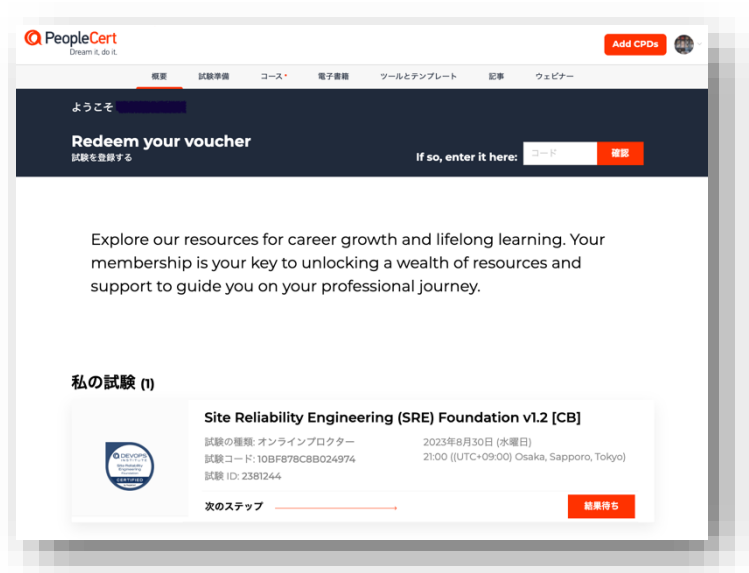 PeopleCert
Dream it, do it.
Add CPDs
概要 試験準備 コース• 電子書籍 ツールとテンプレート 記事 ウェビナー
ようこそ
Redeem your voucher
試験を登録する
If so, enter it here: コード 確認
Explore our resources for career growth and lifelong learning. Your
membership is your key to unlocking a wealth of resources and
support to guide you on your professional journey.
私の試験 (1)
Site Reliability Engineering (SRE) Foundation v1.2 [CB]
試験の種類: オンラインプロクター 2023年8月30日 (水曜日)
試験コード: 10BF878C8B024974 21:00 ((UTC+09:00) Osaka, Sapporo, Tokyo)
試験 ID: 2381244
DEVOPS
CERTIFIED
次のステップ 結果待ち